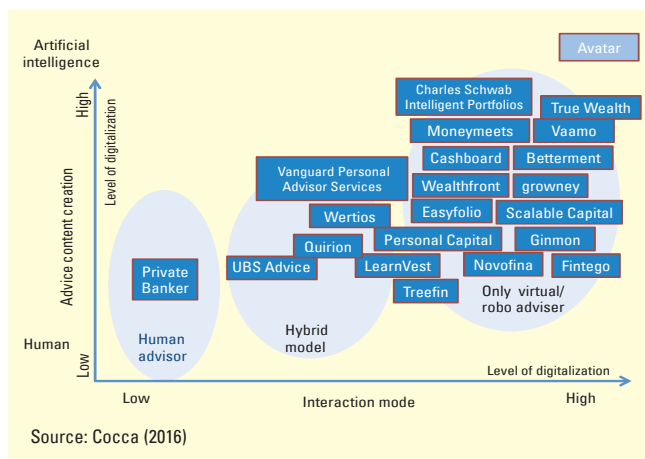 Artificial
intelligence
Avatar
High
Level of digitalization
Charles Schwab
Intelligent Portfolios
True Wealth
Moneymeets
Vaamo
Cashboard
Betterment
Vanguard Personal
Advisor Services
Wealthfront
growney
Wertios
Easyfolio
Scalable Capital
Advice content creation
Quirion
Personal Capital
Ginmon
Private
Banker
UBS Advice
LearnVest
Novofina
Fintego
Treefin
Only virtual/
robo adviser
Human
Human
advisor
Hybrid
model
Low
Level of digitalization
Low
Interaction mode
High
Source: Cocca (2016)